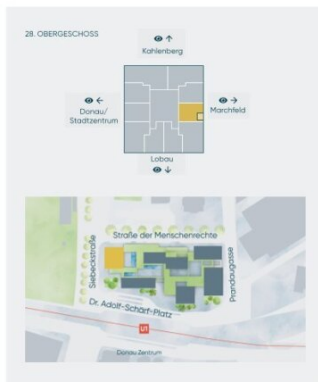 28. OBERGESCHOSS
Kahlenberg
Donau/
Stadtzentrum
Marchfeld
Lobau
Straße der Menschenrechte
Siebeckstraße
Prandaugasse
Dr. Adolf-Schärf-Platz
U1
Donau Zentrum